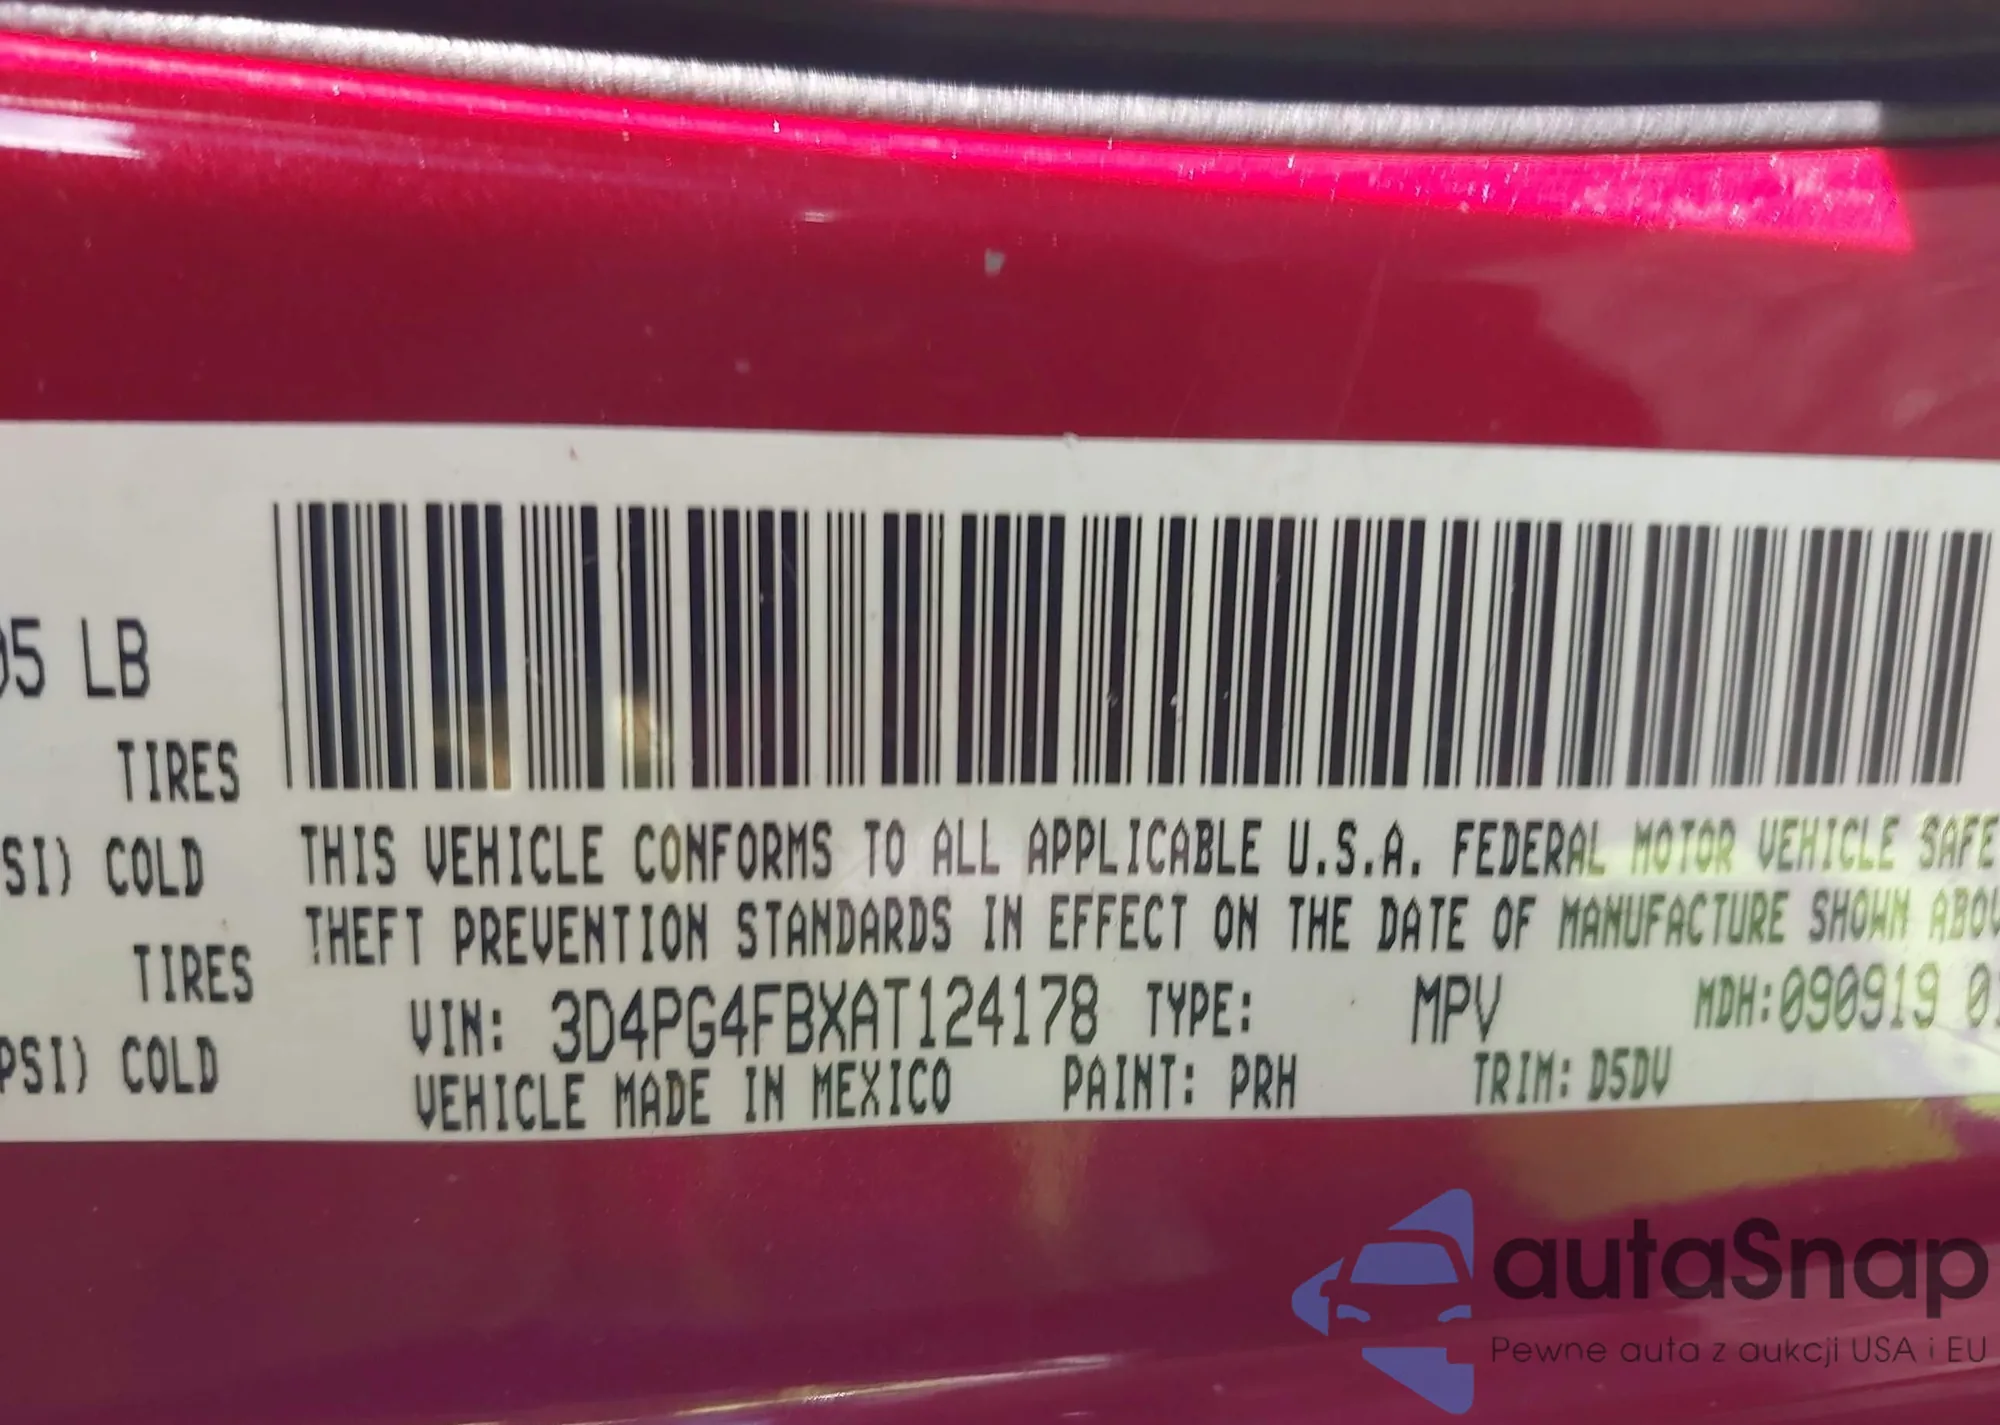 05 LB
TIRES
SI) COLD
TIRES
PSI) COLD
THIS VEHICLE CONFORMS TO ALL APPLICABLE U.S.A. FEDERAL MOTOR VEHICLE SAFE
THEFT PREVENTION STANDARDS IN EFFECT ON THE DATE OF MANUFACTURE SHOWN ABOV
VIN: 3D4PG4FBXAT124178 TYPE: MPV MDH:090919 01
VEHICLE MADE IN MEXICO PAINT: PRH TRIM: D5DV
autaSnap
Pewne auta z aukcji USA i EU